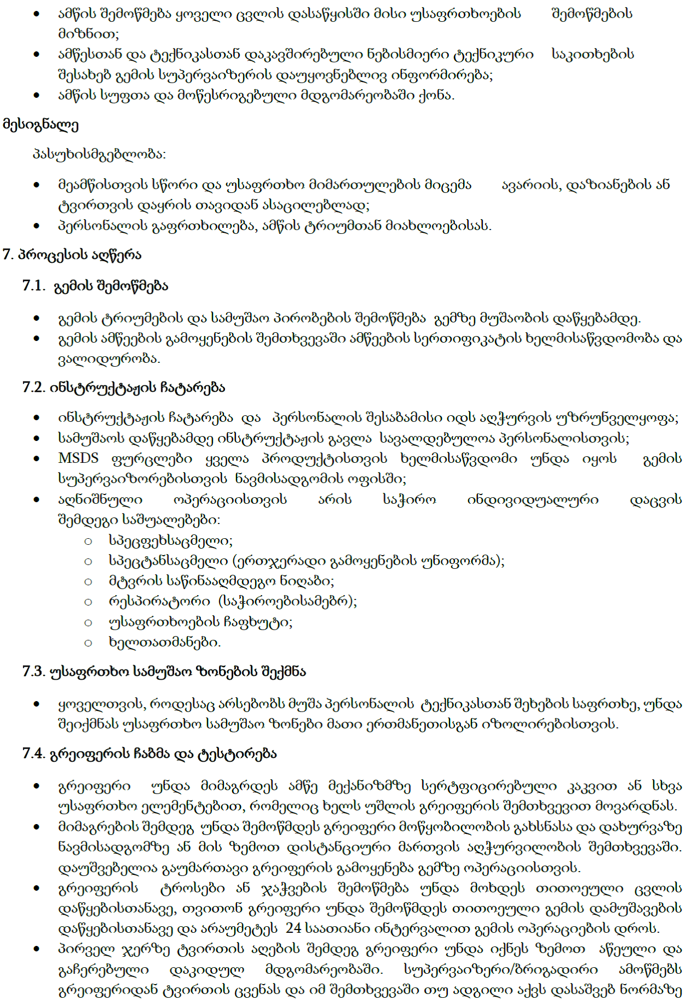 • ამწის შემოწმება ყოველი ცვლის დასაწყისში მისი უსაფრთხოების შემოწმების
მიზნით;
• ამწესთან და ტექნიკასთან დაკავშირებული ნებისმიერი ტექნიკური საკითხების
შესახებ გემის სუპერვაიზერის დაუყოვნებლივ ინფორმირება;
• ამწის სუფთა და მოწესრიგებული მდგომარეობაში ქონა.
მესიგნალე
პასუხისმგებლობა:
• მეამწისთვის სწორი და უსაფრთხო მიმართულების მიცემა ავარიის, დაზიანების ან
ტვირთვის დაყრის თავიდან ასაცილებლად;
• პერსონალის გაფრთხილება, ამწის ტრიუმთან მიახლოებისას.
7. პროცესის აღწერა
7.1. გემის შემოწმება
• გემის ტრიუმების და სამუშაო პირობების შემოწმება გემზე მუშაობის დაწყებამდე.
• გემის ამწეების გამოყენების შემთხვევაში ამწეების სერთიფიკატის ხელმისაწვდომობა და
ვალიდურობა.
7.2. ინსტრუქტაჟის ჩატარება
• ინსტრუქტაჟის ჩატარება და პერსონალის შესაბამისი იდს აღჭურვის უზრუნველყოფა;
• სამუშაოს დაწყებამდე ინსტრუქტაჟის გავლა სავალდებულოა პერსონალისთვის;
• MSDS ფურცლები ყველა პროდუქტისთვის ხელმისაწვდომი უნდა იყოს გემის
სუპერვაიზორებისთვის ნავმისადგომის ოფისში;
• აღნიშნული ოპერაციისთვის არის საჭირო ინდივიდუალური დაცვის
შემდეგი საშუალებები:
o სპეცფეხსაცმელი;
o სპეცტანსაცმელი (ერთჯერადი გამოყენების უნიფორმა);
o მტვრის საწინააღმდეგო ნიღაბი;
o რესპირატორი (საჭიროებისამებრ);
o უსაფრთხოების ჩაფხუტი;
o ხელთათმანები.
7.3. უსაფრთხო სამუშაო ზონების შექმნა
• ყოველთვის, როდესაც არსებობს მუშა პერსონალის ტექნიკასთან შეხების საფრთხე, უნდა
შეიქმნას უსაფრთხო სამუშაო ზონები მათი ერთმანეთისგან იზოლირებისთვის.
7.4. გრეიფერის ჩაბმა და ტესტირება
• გრეიფერი უნდა მიმაგრდეს ამწე მექანიზმზე სერტფიცირებული კაკვით ან სხვა
უსაფრთხო ელემენტებით, რომელიც ხელს უშლის გრეიფერის შემთხვევით მოვარდნას.
• მიმაგრების შემდეგ უნდა შემოწმდეს გრეიფერი მოწყობილობის გახსნასა და დახურვაზე
ნავმისადგომზე ან მის ზემოთ დისტანციური მართვის აღჭურვილობის შემთხვევაში.
დაუშვებელია გაუმართავი გრეიფერის გამოყენება გემზე ოპერაციისთვის.
• გრეიფერის ტროსები ან ჯაჭვების შემოწმება უნდა მოხდეს თითოეული ცვლის
დაწყებისთანავე, თვითონ გრეიფერი უნდა შემოწმდეს თითოეული გემის დამუშავების
დაწყებისთანავე და არაუმეტეს 24 საათიანი ინტერვალით გემის ოპერაციების დროს.
• პირველ ჯერზე ტვირთის აღების შემდეგ გრეიფერი უნდა იქნეს ზემოთ აწეული და
გაჩერებული დაკიდულ მდგომარეობაში. სუპერვაიზერი/ბრიგადირი ამოწმებს
გრეიფერიდან ტვირთის ცვენას და იმ შემთხვევაში თუ ადგილი აქვს დასაშვებ ნორმაზე